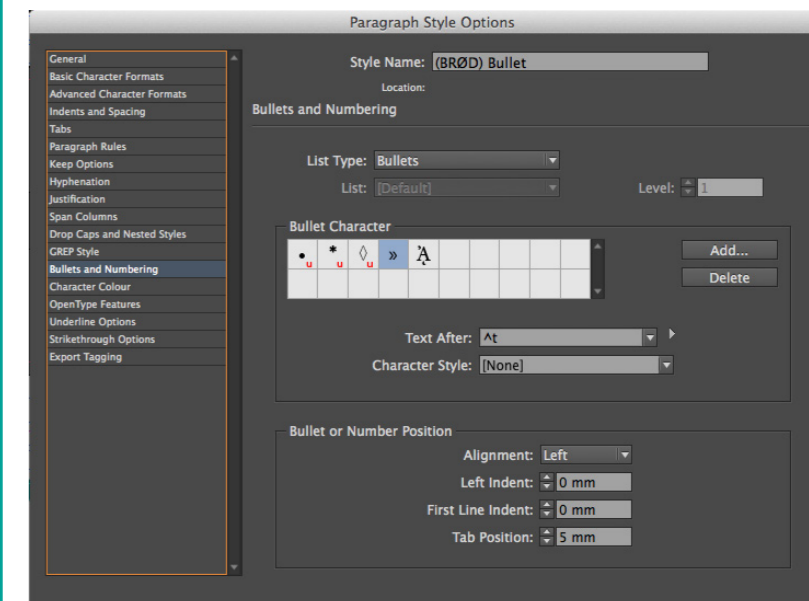 Paragraph Style Options
General
Basic Character Formats
Advanced Character Formats
Indents and Spacing
Tabs
Paragraph Rules
Keep Options
Hyphenation
Justification
Span Columns
Drop Caps and Nested Styles
GREP Style
Bullets and Numbering
Character Colour
OpenType Features
Underline Options
Strikethrough Options
Export Tagging
Style Name: (BRØD) Bullet
Location:
Bullets and Numbering
List Type: Bullets
List: [Default] Level: 1
Bullet Character
•u *u ◊u »
Add...
Delete
Text After: ^t
Character Style: [None]
Bullet or Number Position
Alignment: Left
Left Indent: 0 mm
First Line Indent: 0 mm
Tab Position: 5 mm